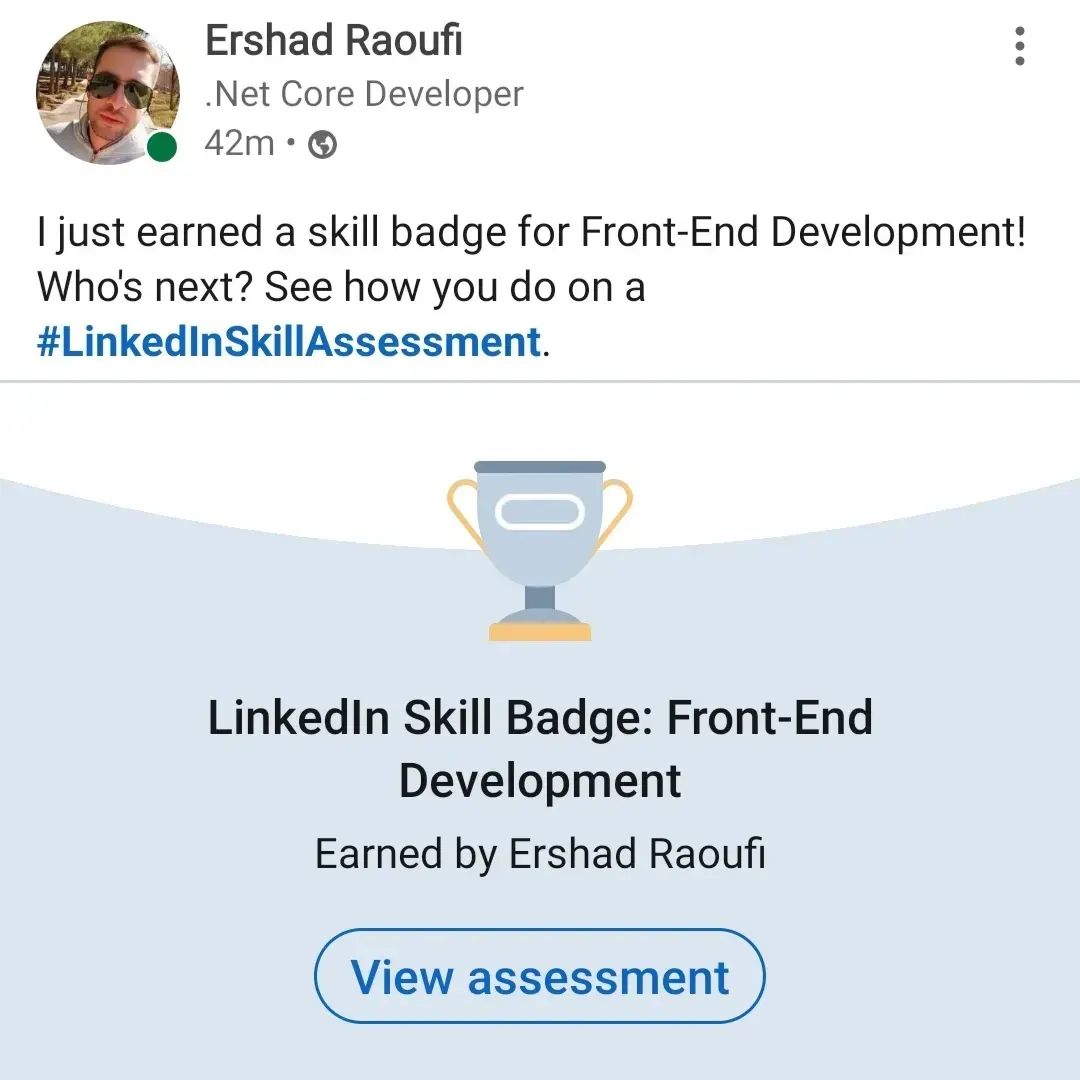 Ershad Raoufi
.Net Core Developer
42m •
I just earned a skill badge for Front-End Development!
Who's next? See how you do on a
#LinkedInSkillAssessment.
LinkedIn Skill Badge: Front-End
Development
Earned by Ershad Raoufi
View assessment